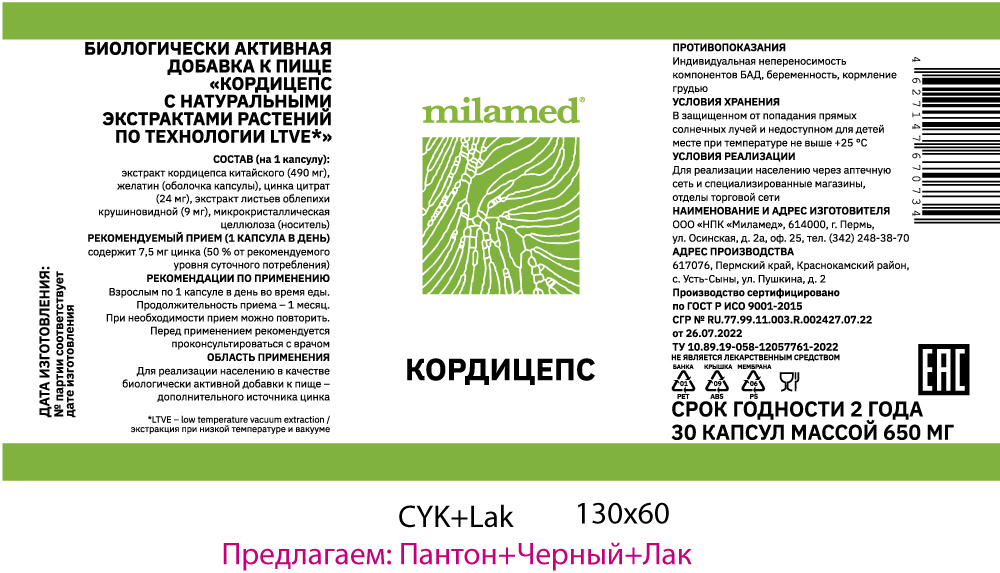 БИОЛОГИЧЕСКИ АКТИВНАЯ
ДОБАВКА К ПИЩЕ
«КОРДИЦЕПС
С НАТУРАЛЬНЫМИ
ЭКСТРАКТАМИ РАСТЕНИЙ
ПО ТЕХНОЛОГИИ LTVE*»
СОСТАВ (на 1 капсулу):
экстракт кордицепса китайского (490 мг),
желатин (оболочка капсулы), цинка цитрат
(24 мг), экстракт листьев облепихи
крушиновидной (9 мг), микрокристаллическая
целлюлоза (носитель)
РЕКОМЕНДУЕМЫЙ ПРИЕМ (1 КАПСУЛА В ДЕНЬ)
содержит 7,5 мг цинка (50 % от рекомендуемого
уровня суточного потребления)
РЕКОМЕНДАЦИИ ПО ПРИМЕНЕНИЮ
Взрослым по 1 капсуле в день во время еды.
Продолжительность приема – 1 месяц.
При необходимости прием можно повторить.
Перед применением рекомендуется
проконсультироваться с врачом
ОБЛАСТЬ ПРИМЕНЕНИЯ
Для реализации населению в качестве
биологически активной добавки к пище –
дополнительного источника цинка
*LTVE – low temperature vacuum extraction /
экстракция при низкой температуре и вакууме
ДАТА ИЗГОТОВЛЕНИЯ:
№ партии соответствует
дате изготовления
milamed®
КОРДИЦЕПС
ПРОТИВОПОКАЗАНИЯ
Индивидуальная непереносимость
компонентов БАД, беременность, кормление
грудью
УСЛОВИЯ ХРАНЕНИЯ
В защищенном от попадания прямых
солнечных лучей и недоступном для детей
месте при температуре не выше +25 °C
УСЛОВИЯ РЕАЛИЗАЦИИ
Для реализации населению через аптечную
сеть и специализированные магазины,
отделы торговой сети
НАИМЕНОВАНИЕ И АДРЕС ИЗГОТОВИТЕЛЯ
ООО «НПК «Миламед», 614000, г. Пермь,
ул. Осинская, д. 2а, оф. 25, тел. (342) 248-38-70
АДРЕС ПРОИЗВОДСТВА
617076, Пермский край, Краснокамский район,
с. Усть-Сыны, ул. Пушкина, д. 2
Производство сертифицировано
по ГОСТ Р ИСО 9001-2015
СГР № RU.77.99.11.003.R.002427.07.22
от 26.07.2022
ТУ 10.89.19-058-12057761-2022
НЕ ЯВЛЯЕТСЯ ЛЕКАРСТВЕННЫМ СРЕДСТВОМ
БАНКА КРЫШКА МЕМБРАНА
01 09 06
PET ABS PS
СРОК ГОДНОСТИ 2 ГОДА
30 КАПСУЛ МАССОЙ 650 МГ
4627147670734
EAC
CYK+Lak 130x60
Предлагаем: Пантон+Черный+Лак